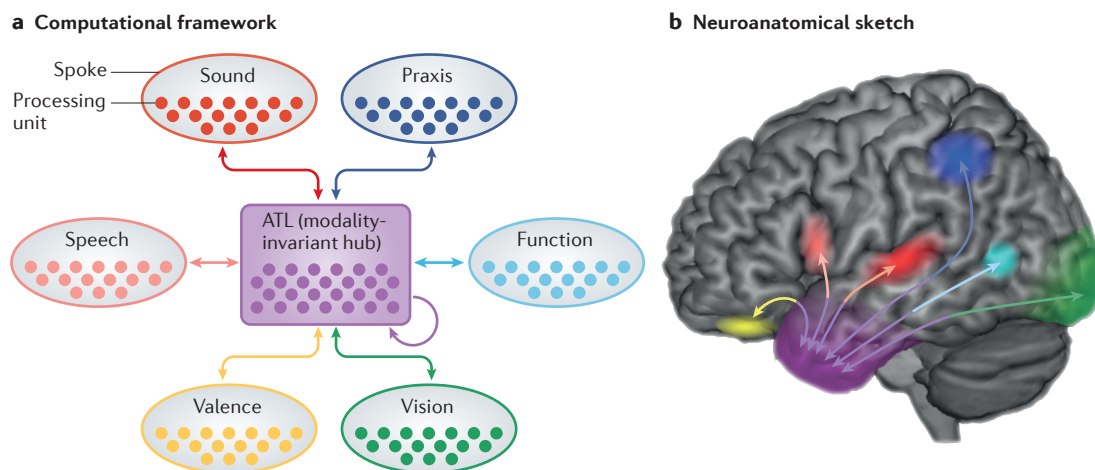 a Computational framework
Spoke
Processing
unit
Sound
Praxis
Speech
ATL (modality-
invariant hub)
Function
Valence
Vision
b Neuroanatomical sketch